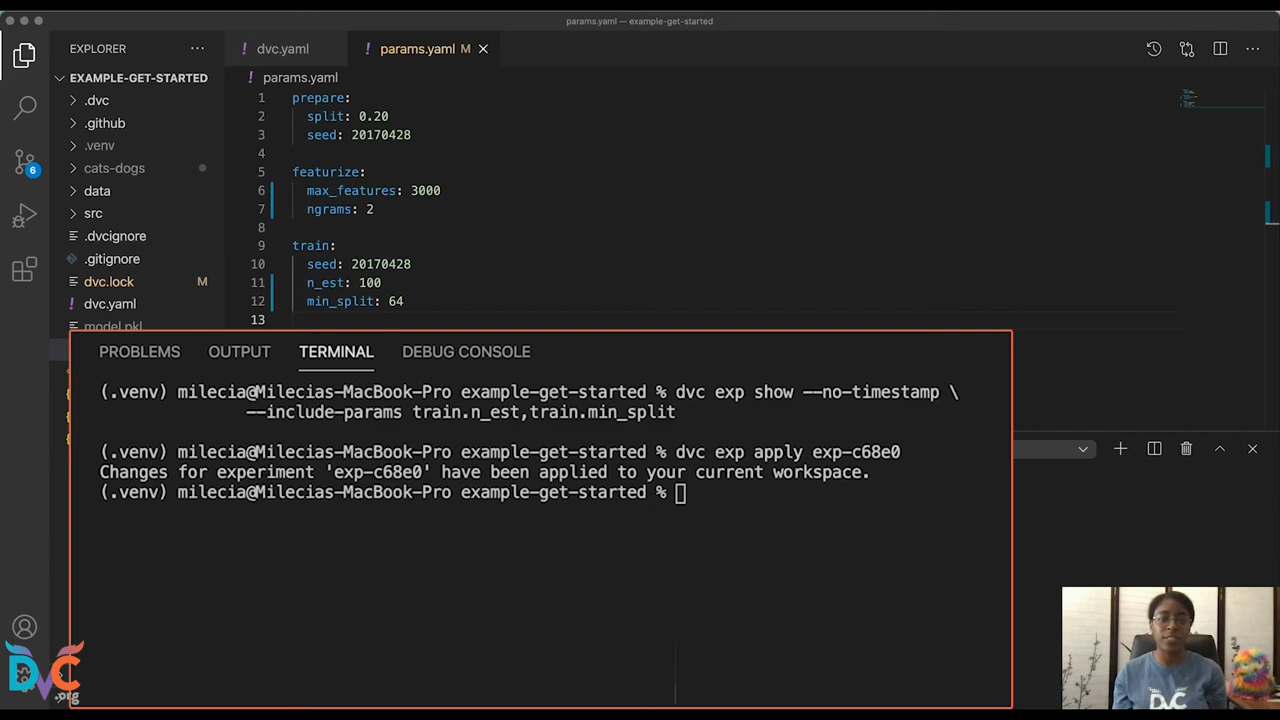 params.yaml — example-get-started
EXPLORER
EXAMPLE-GET-STARTED
.dvc
.github
.venv
cats-dogs
data
src
.dvcignore
.gitignore
dvc.lock M
dvc.yaml
model.pkl
6
dvc.yaml
params.yaml M
params.yaml
1 prepare:
2 split: 0.20
3 seed: 20170428
4
5 featurize:
6 max_features: 3000
7 ngrams: 2
8
9 train:
10 seed: 20170428
11 n_est: 100
12 min_split: 64
13
PROBLEMS OUTPUT TERMINAL DEBUG CONSOLE
(.venv) milecia@Milecias-MacBook-Pro example-get-started % dvc exp show --no-timestamp \
--include-params train.n_est,train.min_split
(.venv) milecia@Milecias-MacBook-Pro example-get-started % dvc exp apply exp-c68e0
Changes for experiment 'exp-c68e0' have been applied to your current workspace.
(.venv) milecia@Milecias-MacBook-Pro example-get-started %
DVC
.org
DVC